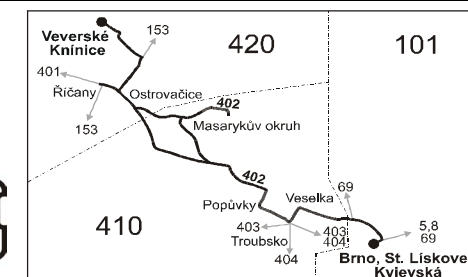 Veverské
Knínice
153
420
101
401
Říčany
Ostrovačice
402
153
Masarykův okruh
402
Veselka
69
410
Popůvky
403
Troubsko
403
404
404
5,8
69
Brno, St. Lískovec
Kyjevská